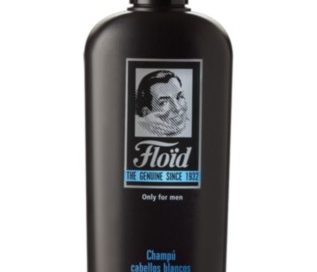 Floïd
THE GENUINE SINCE 1932
Only for men
Champú
cabellos blancos